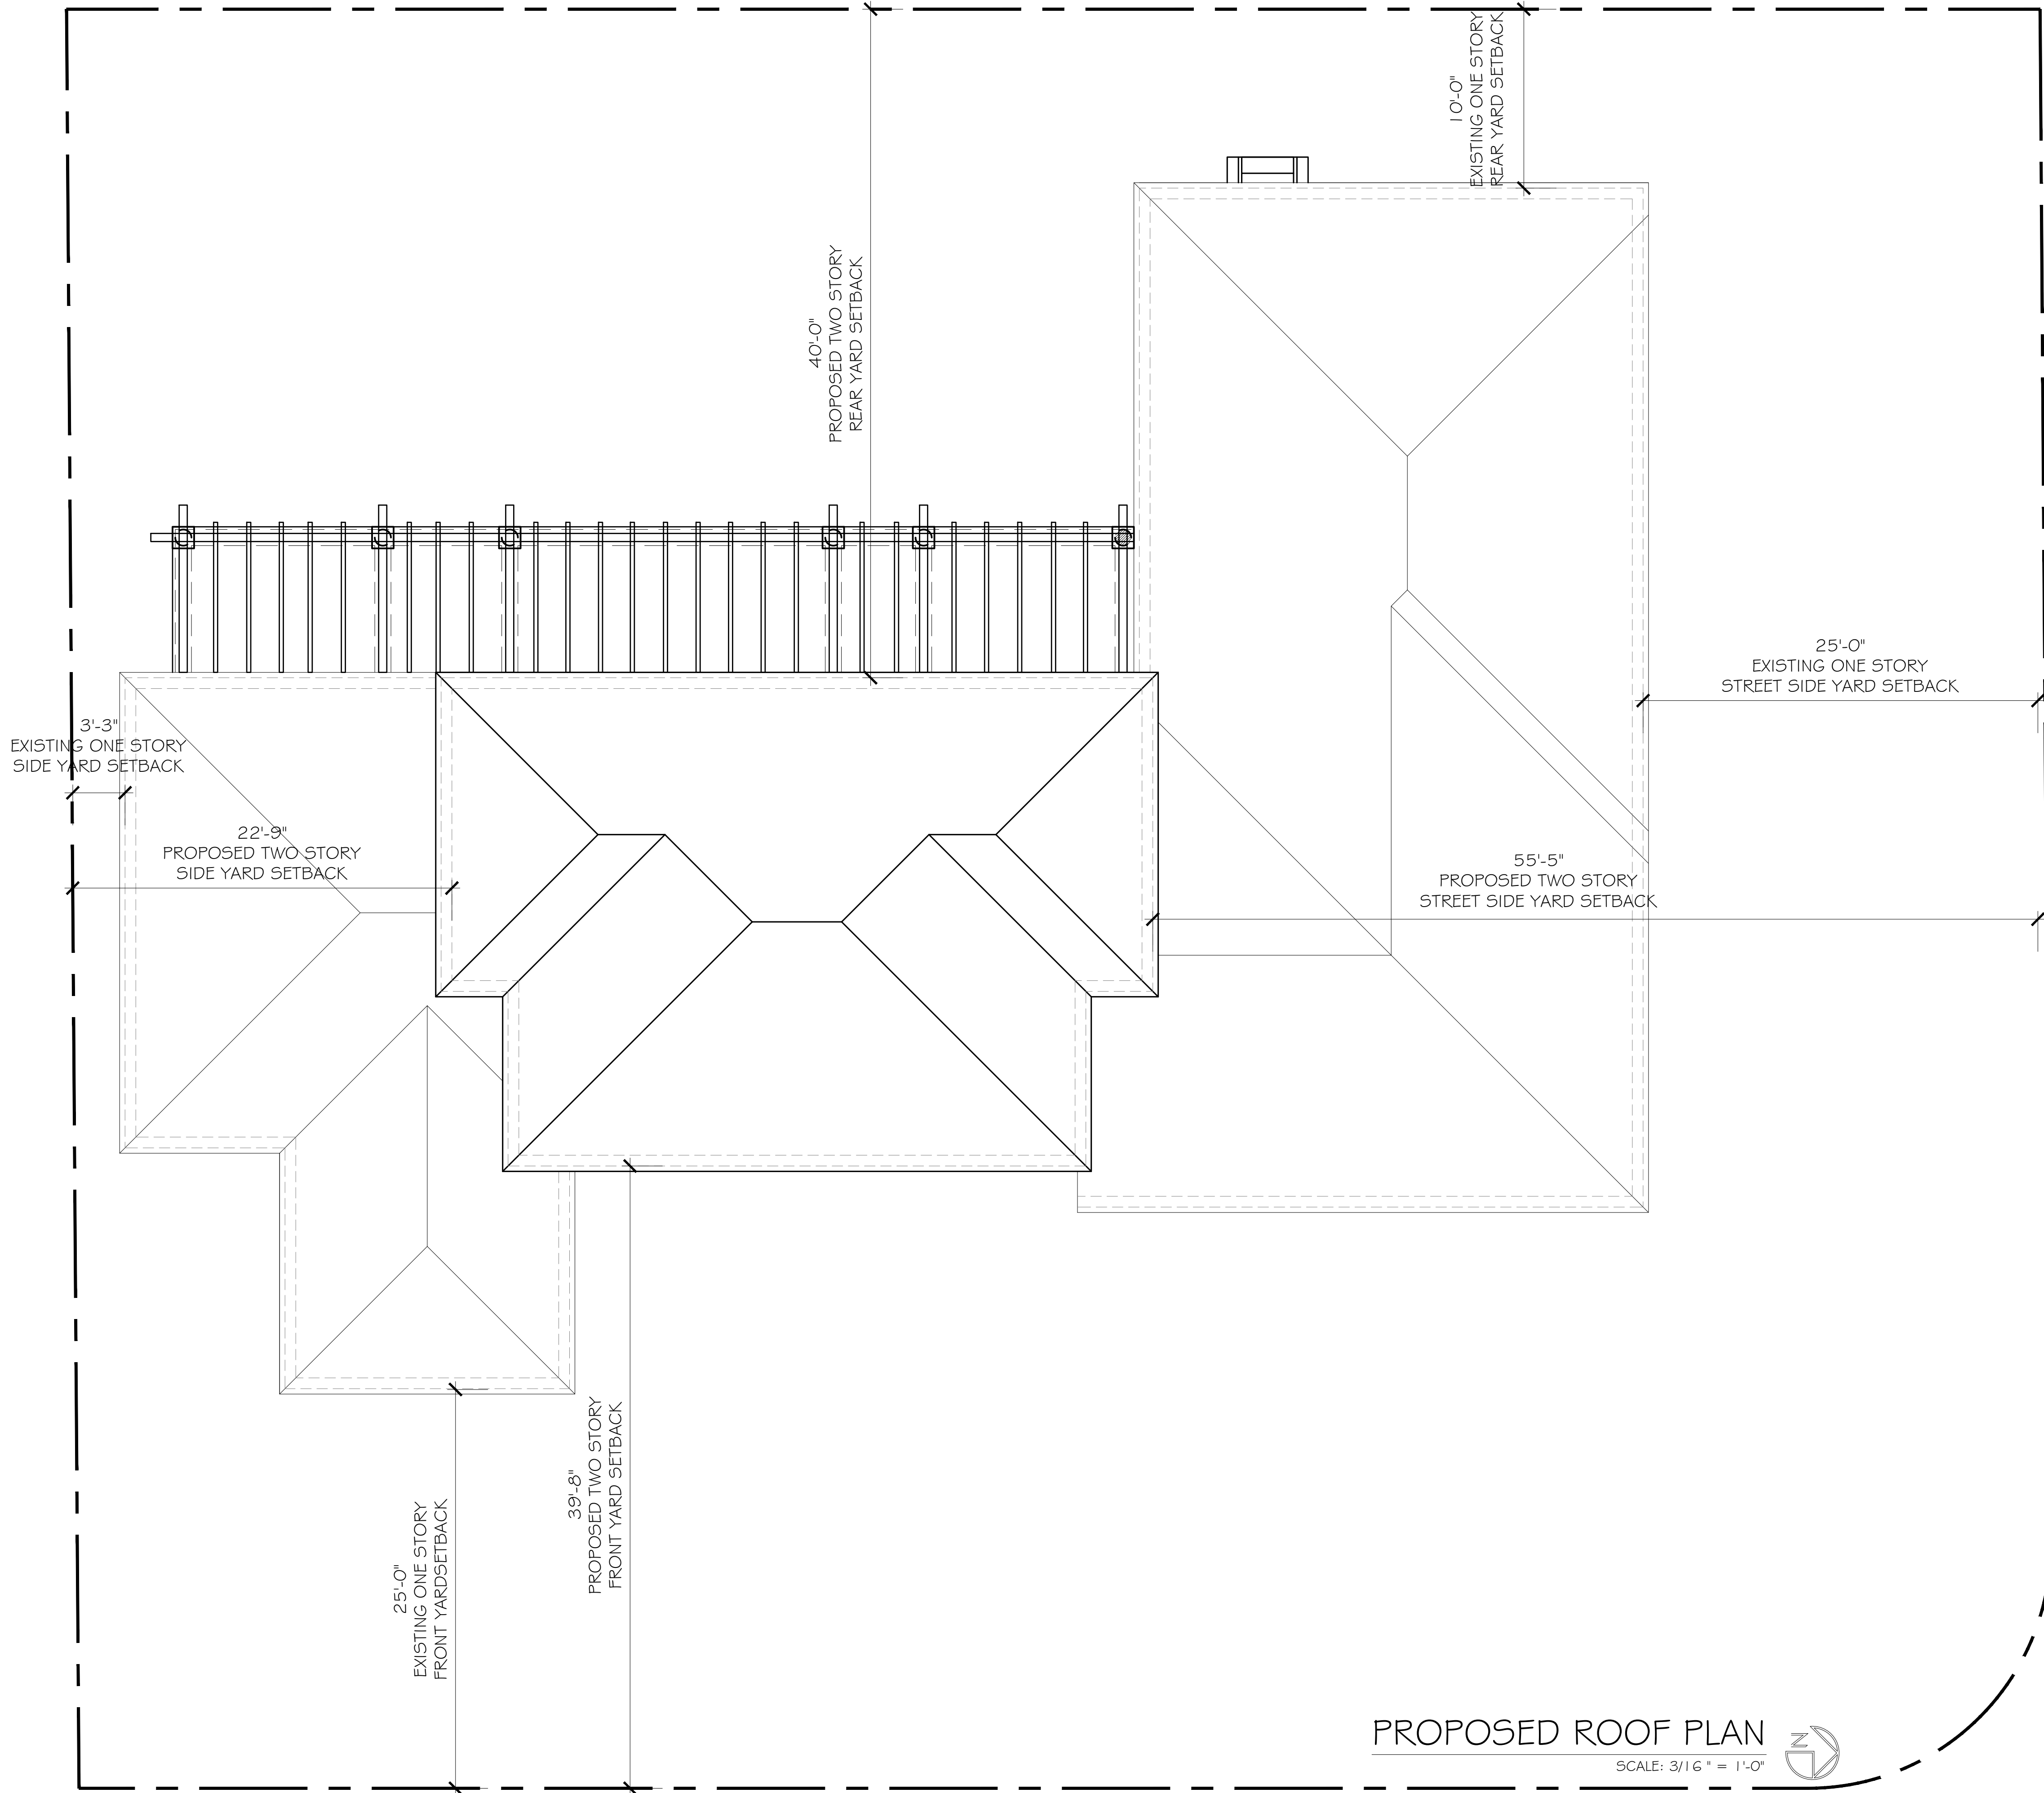 10'-0"
EXISTING ONE STORY
REAR YARD SETBACK
40'-0"
PROPOSED TWO STORY
REAR YARD SETBACK
25'-0"
EXISTING ONE STORY
STREET SIDE YARD SETBACK
3'-3"
EXISTING ONE STORY
SIDE YARD SETBACK
22'-9"
PROPOSED TWO STORY
SIDE YARD SETBACK
55'-5"
PROPOSED TWO STORY
STREET SIDE YARD SETBACK
39'-8"
PROPOSED TWO STORY
FRONT YARD SETBACK
25'-0"
EXISTING ONE STORY
FRONT YARDSETBACK
PROPOSED ROOF PLAN
SCALE: 3/16 " = 1'-0"
N